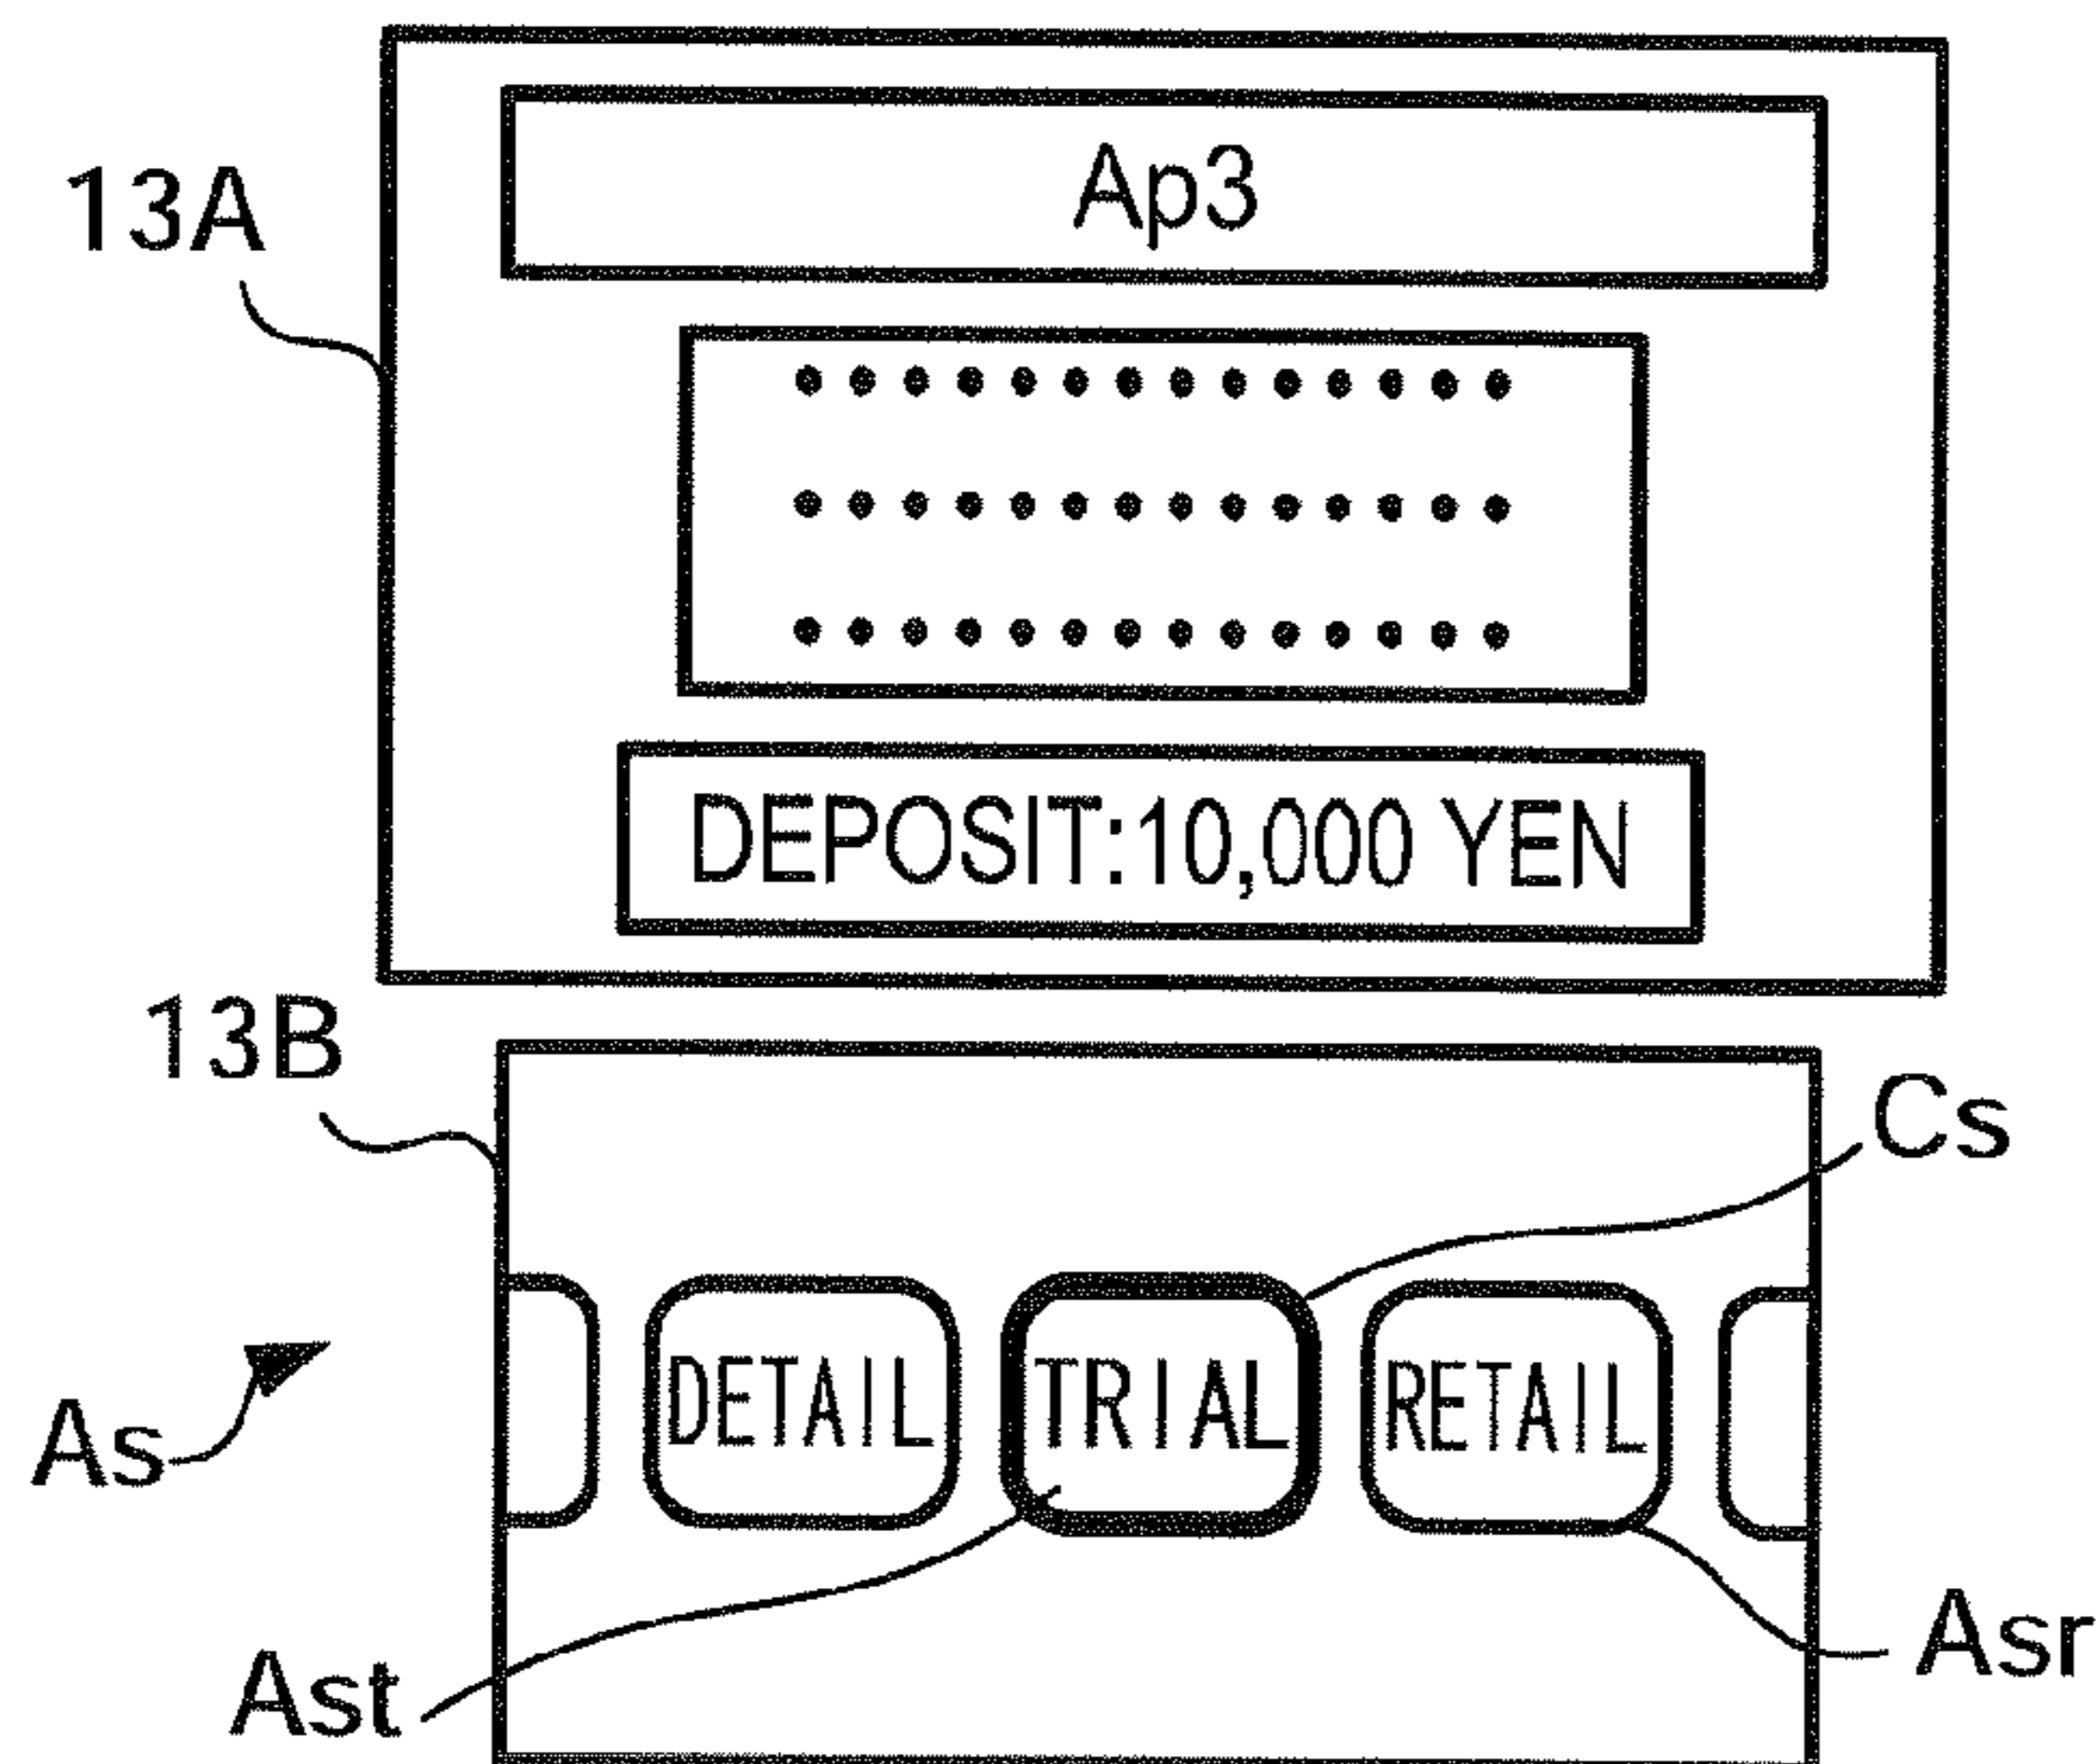 13A
Ap3
DEPOSIT:10,000 YEN
13B
Cs
As
DETAIL TRIAL RETAIL
Ast
Asr